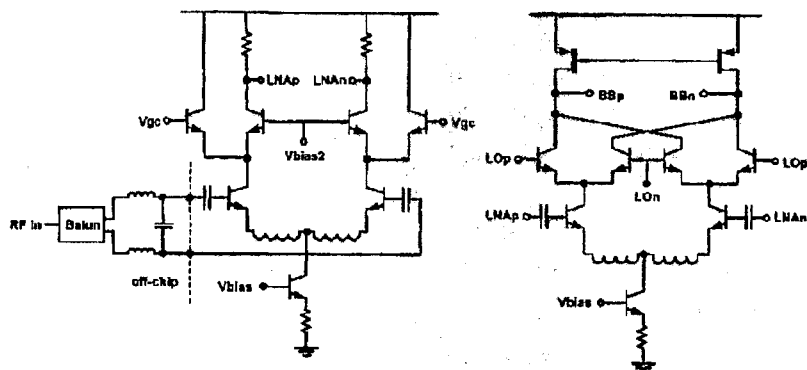 LNAp
LNAn
Vgc
Vgc
Vbias2
RF in
Balun
off-chip
Vbias
BBp
BBn
LOp
LOp
LOn
LNAp
LNAn
Vbias